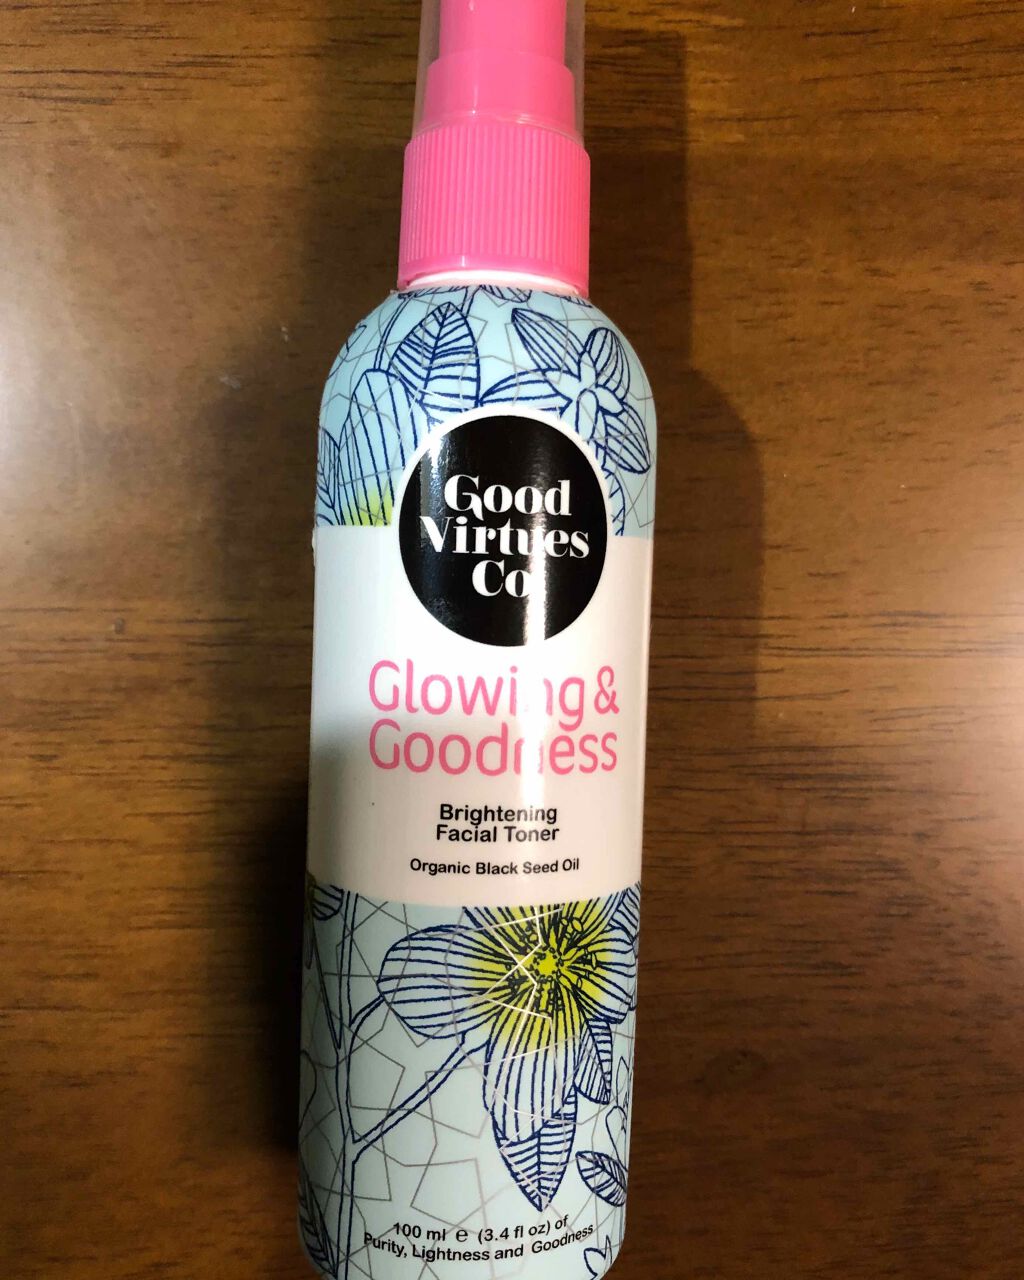 Good
Virtues
Co
Glowing &
Goodness
Brightening
Facial Toner
Organic Black Seed Oil
100 ml ℮ (3.4 fl oz) of
Purity, Lightness and Goodness